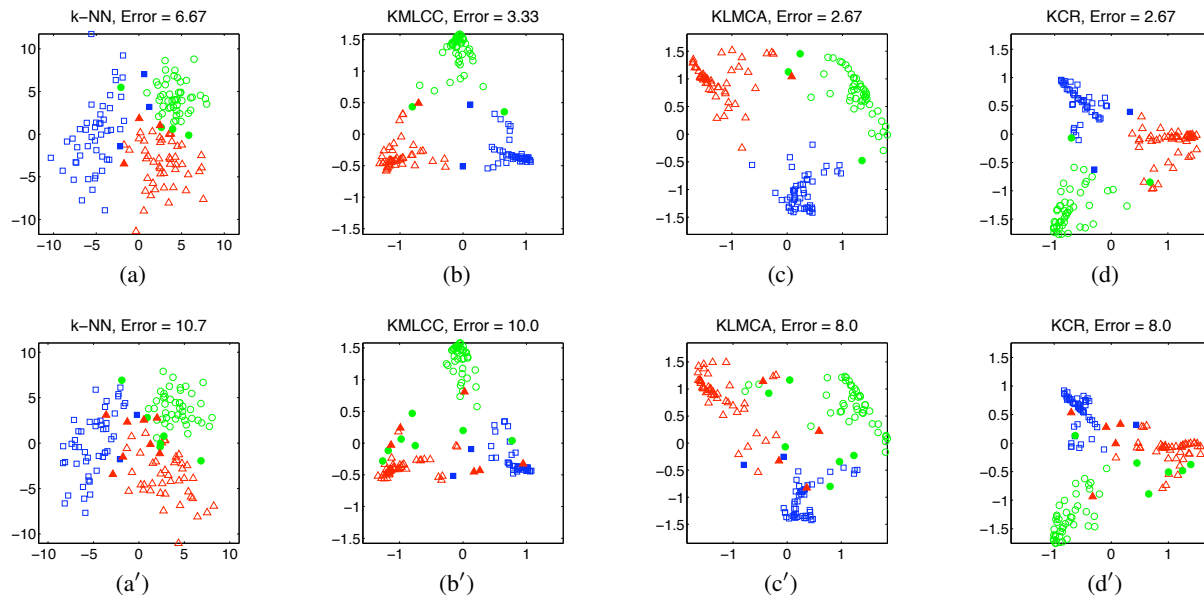 k-NN, Error = 6.67
10
5
0
-5
-10
-10 -5 0 5 10
(a)
KMLCC, Error = 3.33
1.5
1
0.5
0
-0.5
-1
-1.5
-1 0 1
(b)
KLMCA, Error = 2.67
1.5
1
0.5
0
-0.5
-1
-1.5
-1 0 1
(c)
KCR, Error = 2.67
1
0.5
0
-0.5
-1
-1.5
-1 0 1
(d)
k-NN, Error = 10.7
10
5
0
-5
-10
-10 -5 0 5 10
(a′)
KMLCC, Error = 10.0
1.5
1
0.5
0
-0.5
-1
-1.5
-1 0 1
(b′)
KLMCA, Error = 8.0
1.5
1
0.5
0
-0.5
-1
-1.5
-1 0 1
(c′)
KCR, Error = 8.0
1.5
1
0.5
0
-0.5
-1
-1.5
-1 0 1
(d′)